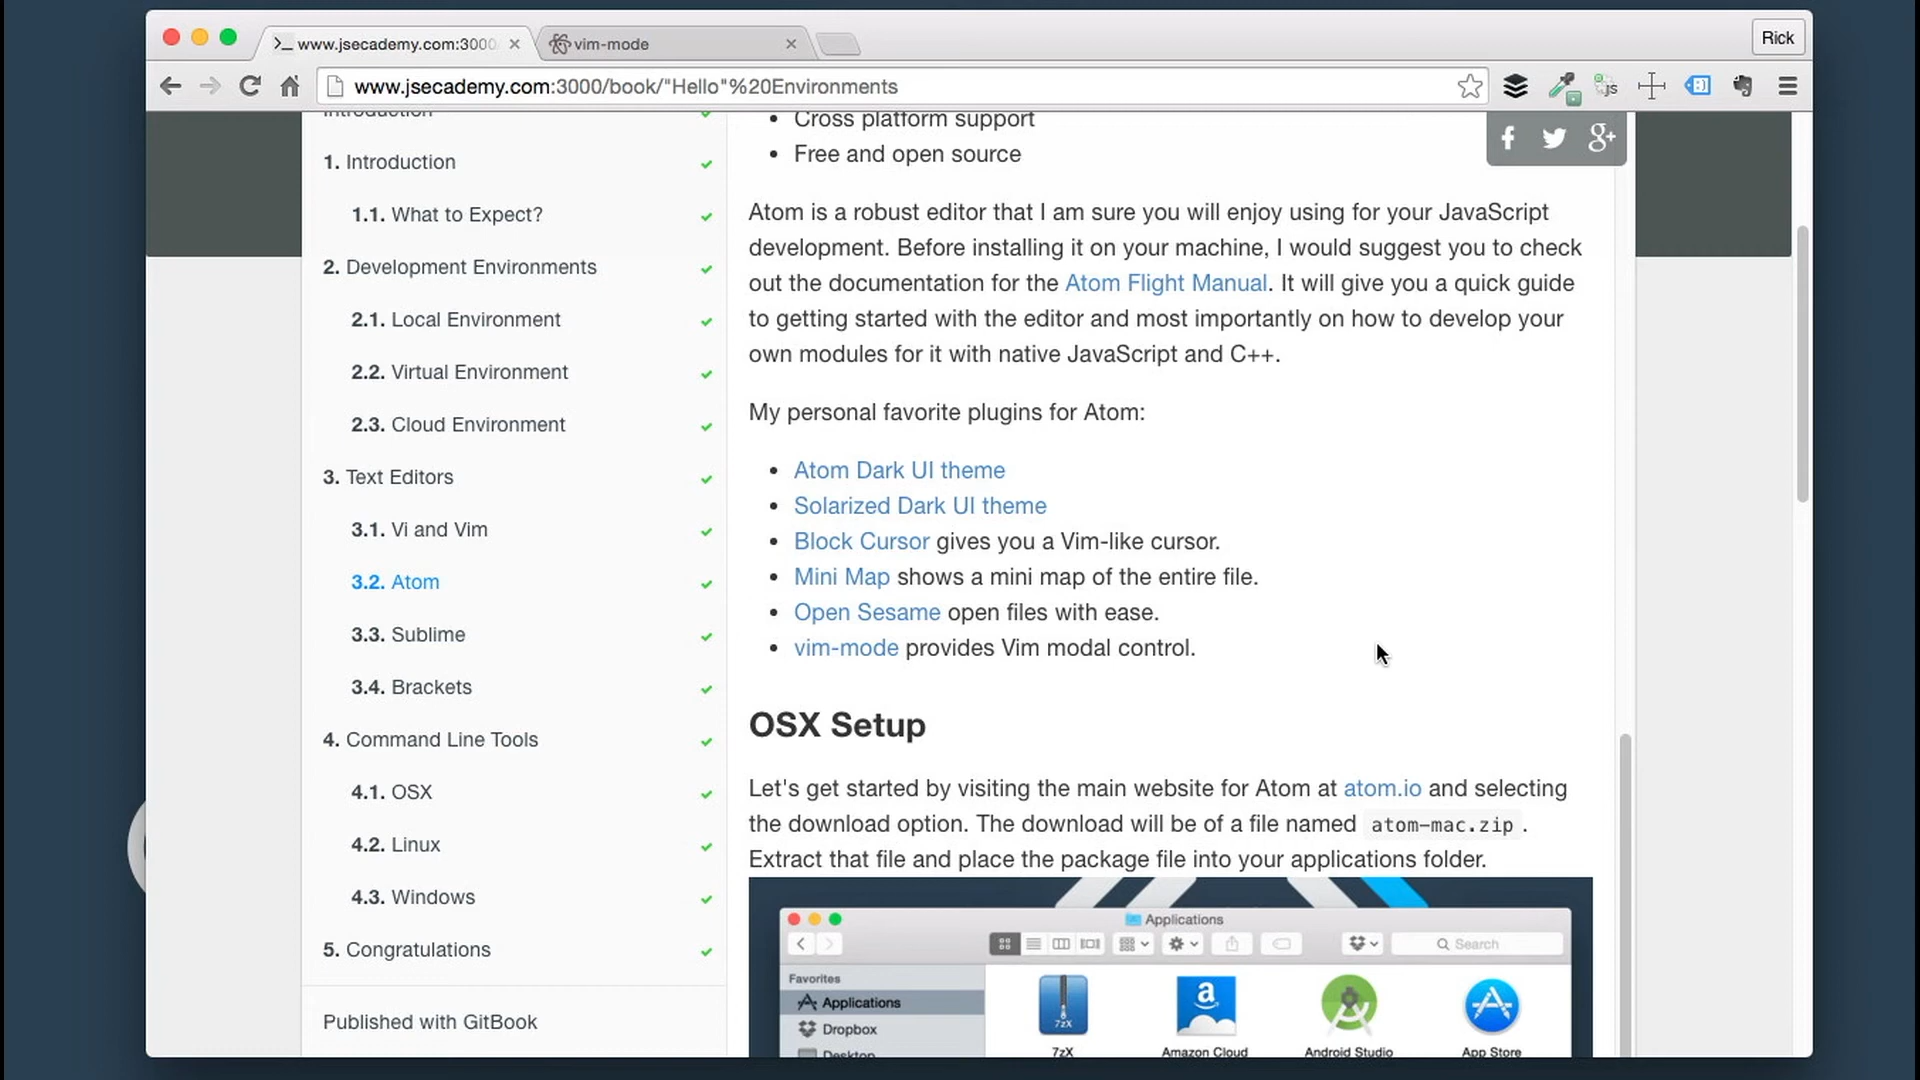 www.jsecademy.com:3000
vim-mode
Rick
www.jsecademy.com:3000/book/"Hello"%20Environments
Introduction
1. Introduction
1.1. What to Expect?
2. Development Environments
2.1. Local Environment
2.2. Virtual Environment
2.3. Cloud Environment
3. Text Editors
3.1. Vi and Vim
3.2. Atom
3.3. Sublime
3.4. Brackets
4. Command Line Tools
4.1. OSX
4.2. Linux
4.3. Windows
5. Congratulations
Published with GitBook
Cross platform support
Free and open source
Atom is a robust editor that I am sure you will enjoy using for your JavaScript
development. Before installing it on your machine, I would suggest you to check
out the documentation for the Atom Flight Manual. It will give you a quick guide
to getting started with the editor and most importantly on how to develop your
own modules for it with native JavaScript and C++.
My personal favorite plugins for Atom:
Atom Dark UI theme
Solarized Dark UI theme
Block Cursor gives you a Vim-like cursor.
Mini Map shows a mini map of the entire file.
Open Sesame open files with ease.
vim-mode provides Vim modal control.
OSX Setup
Let's get started by visiting the main website for Atom at atom.io and selecting
the download option. The download will be of a file named atom-mac.zip .
Extract that file and place the package file into your applications folder.
Applications
Search
Favorites
Applications
Dropbox
Desktop
7zX
7zX
Amazon Cloud
Android Studio
App Store